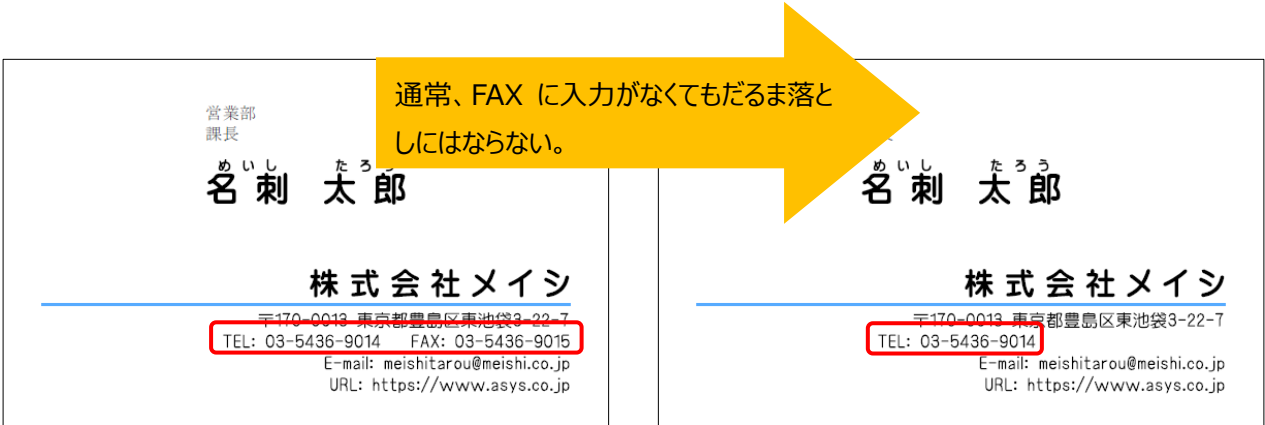 通常、FAX に入力がなくてもだるま落と
しにはならない。
営業部
課長
めいし たろう
名刺 太郎
株式会社メイシ
〒170-0013 東京都豊島区東池袋3-22-7
TEL: 03-5436-9014 FAX: 03-5436-9015
E-mail: meishitarou@meishi.co.jp
URL: https://www.asys.co.jp
めいし たろう
名刺 太郎
株式会社メイシ
〒170-0013 東京都豊島区東池袋3-22-7
TEL: 03-5436-9014
E-mail: meishitarou@meishi.co.jp
URL: https://www.asys.co.jp